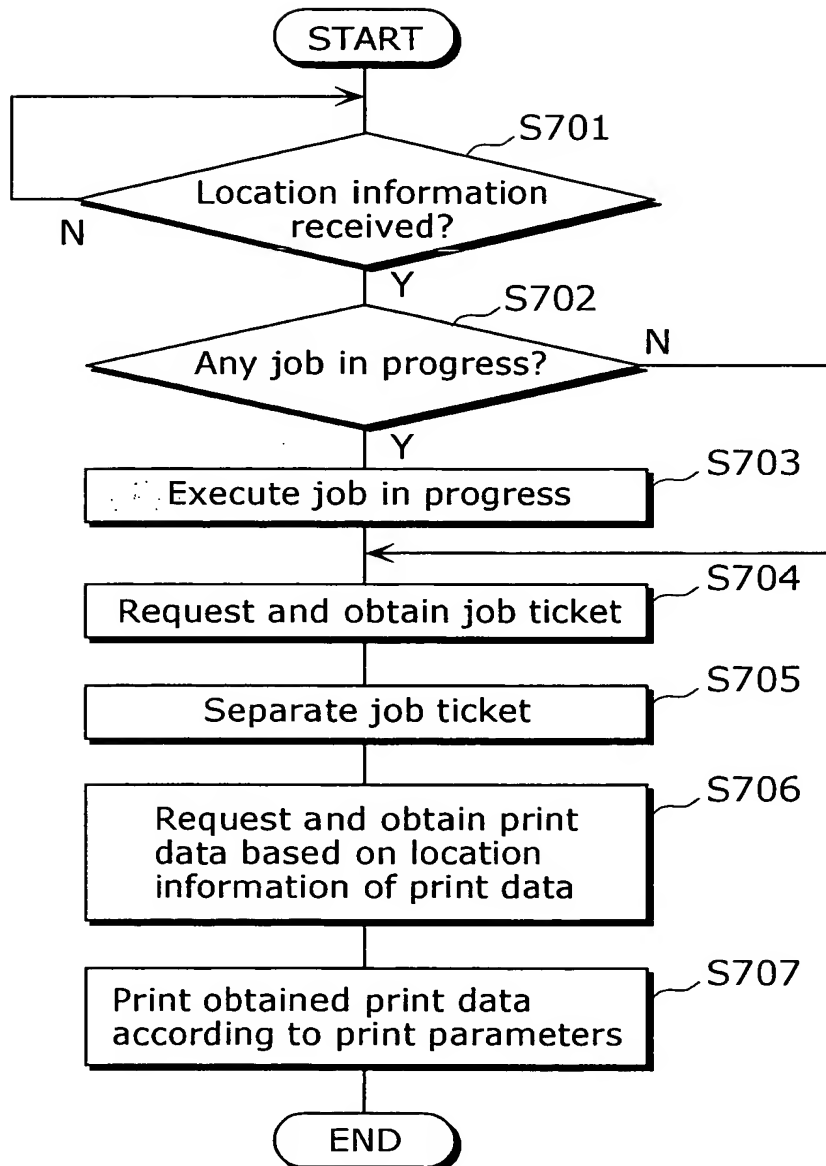 START
S701
Location information
received?
N
Y
S702
Any job in progress?
N
Y
S703
Execute job in progress
S704
Request and obtain job ticket
S705
Separate job ticket
S706
Request and obtain print
data based on location
information of print data
S707
Print obtained print data
according to print parameters
END